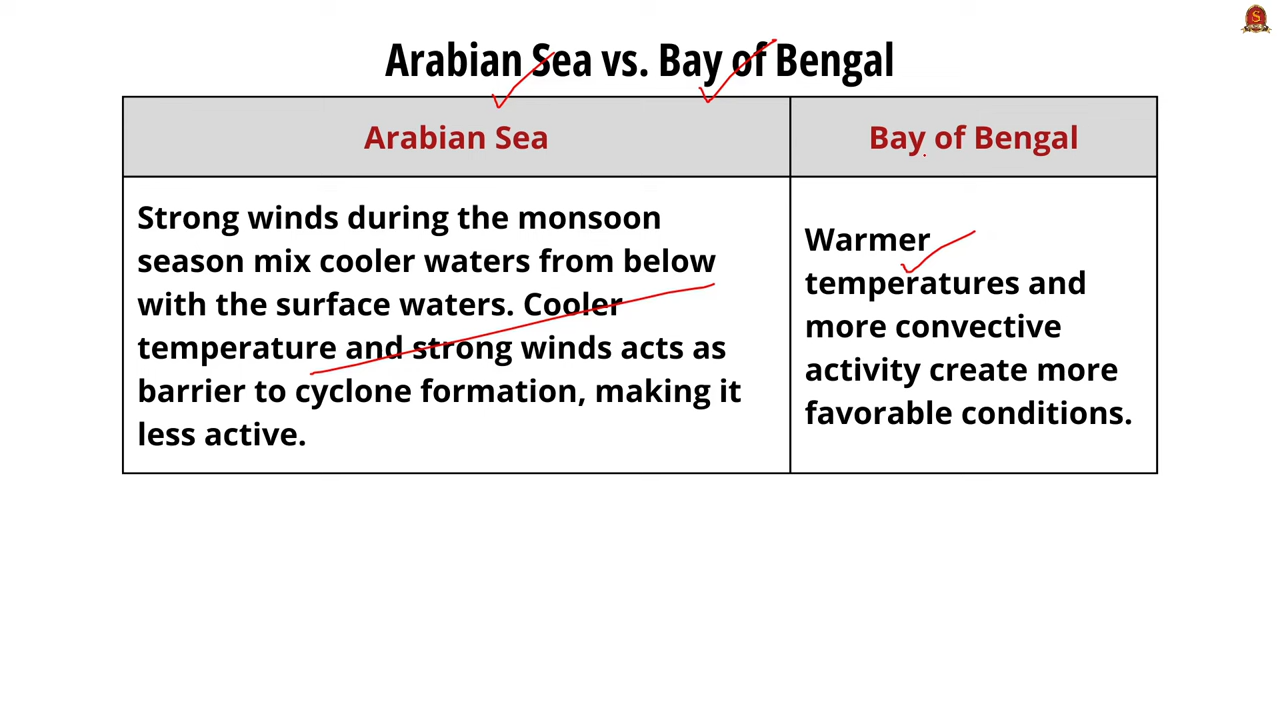 Arabian Sea vs. Bay of Bengal
Arabian Sea
Bay of Bengal
Strong winds during the monsoon
season mix cooler waters from below
with the surface waters. Cooler
temperature and strong winds acts as
barrier to cyclone formation, making it
less active.
Warmer
temperatures and
more convective
activity create more
favorable conditions.